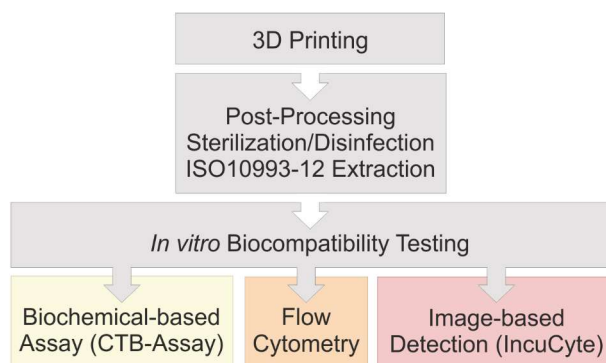 3D Printing
Post-Processing
Sterilization/Disinfection
ISO10993-12 Extraction
In vitro Biocompatibility Testing
Biochemical-based
Assay (CTB-Assay)
Flow
Cytometry
Image-based
Detection (IncuCyte)